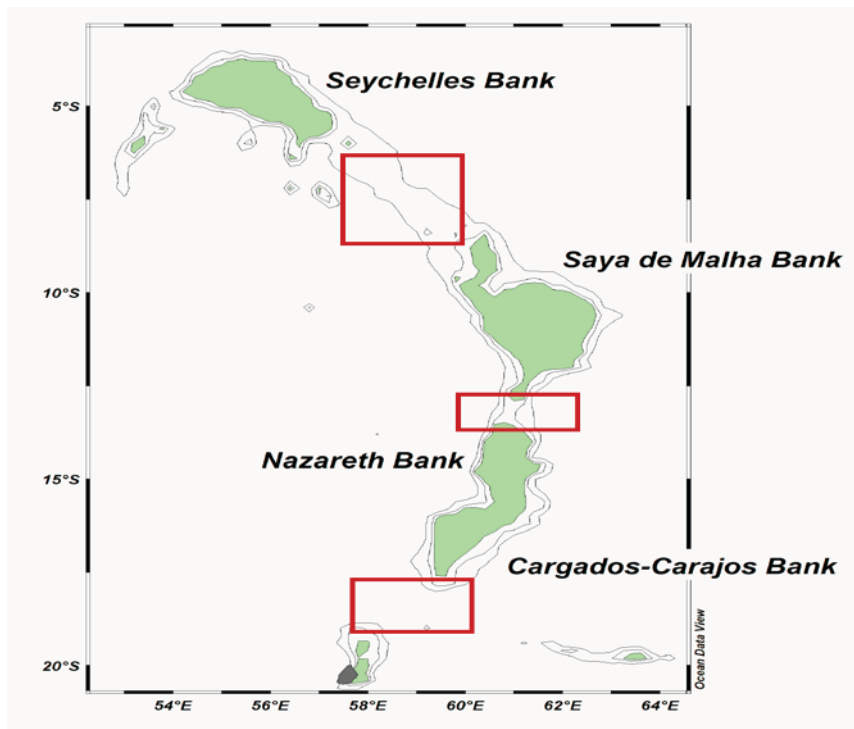 Seychelles Bank
5°S
Saya de Malha Bank
10°S
Nazareth Bank
15°S
Cargados-Carajos Bank
Ocean Data View
20°S
54°E 56°E 58°E 60°E 62°E 64°E